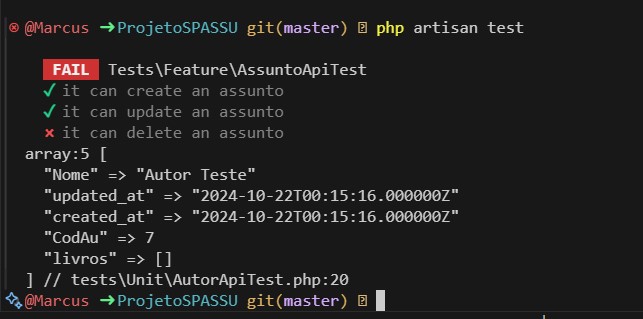 @Marcus ➜ProjetoSPASSU git(master) php artisan test
FAIL Tests\Feature\AssuntoApiTest
✓ it can create an assunto
✓ it can update an assunto
⨯ it can delete an assunto
array:5 [
"Nome" => "Autor Teste"
"updated_at" => "2024-10-22T00:15:16.000000Z"
"created_at" => "2024-10-22T00:15:16.000000Z"
"CodAu" => 7
"livros" => []
] // tests\Unit\AutorApiTest.php:20
@Marcus ➜ProjetoSPASSU git(master)